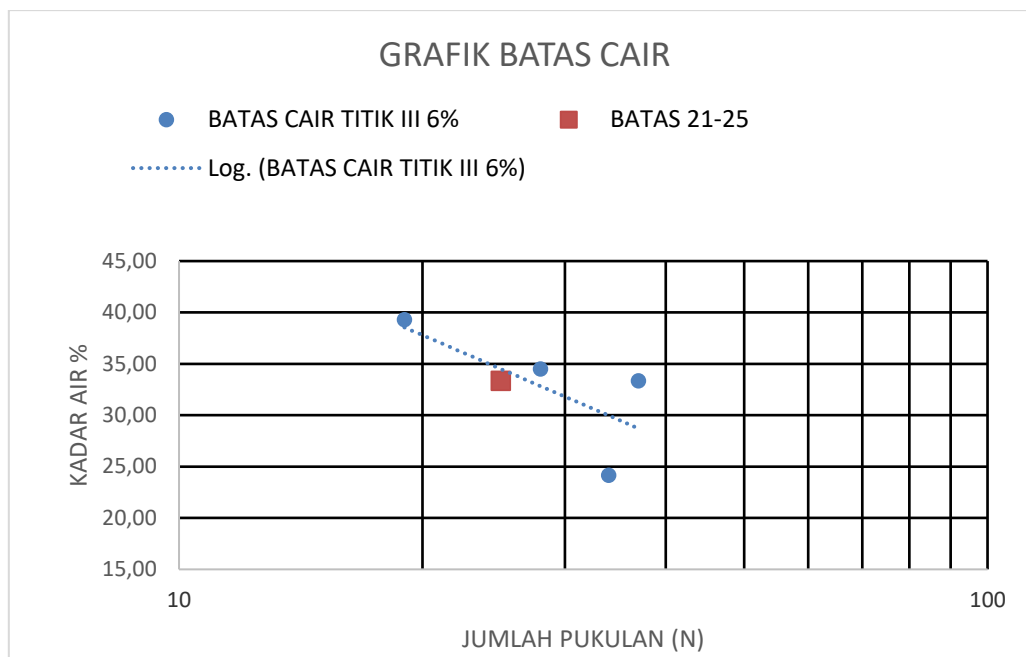 GRAFIK BATAS CAIR
BATAS CAIR TITIK III 6%
BATAS 21-25
Log. (BATAS CAIR TITIK III 6%)
45,00
40,00
35,00
30,00
25,00
20,00
15,00
KADAR AIR %
10
100
JUMLAH PUKULAN (N)